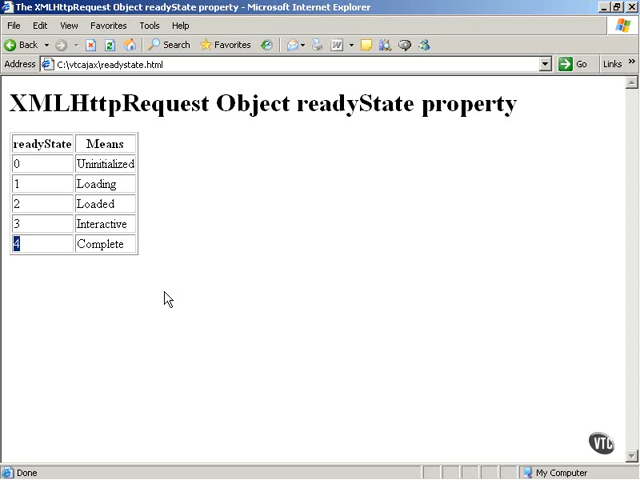 The XMLHttpRequest Object readyState property - Microsoft Internet Explorer
File Edit View Favorites Tools Help
Back Search Favorites
Address C:\vtcajax\readystate.html Go Links »
XMLHttpRequest Object readyState property
readyState Means
0 Uninitialized
1 Loading
2 Loaded
3 Interactive
4 Complete
VTC
Done My Computer